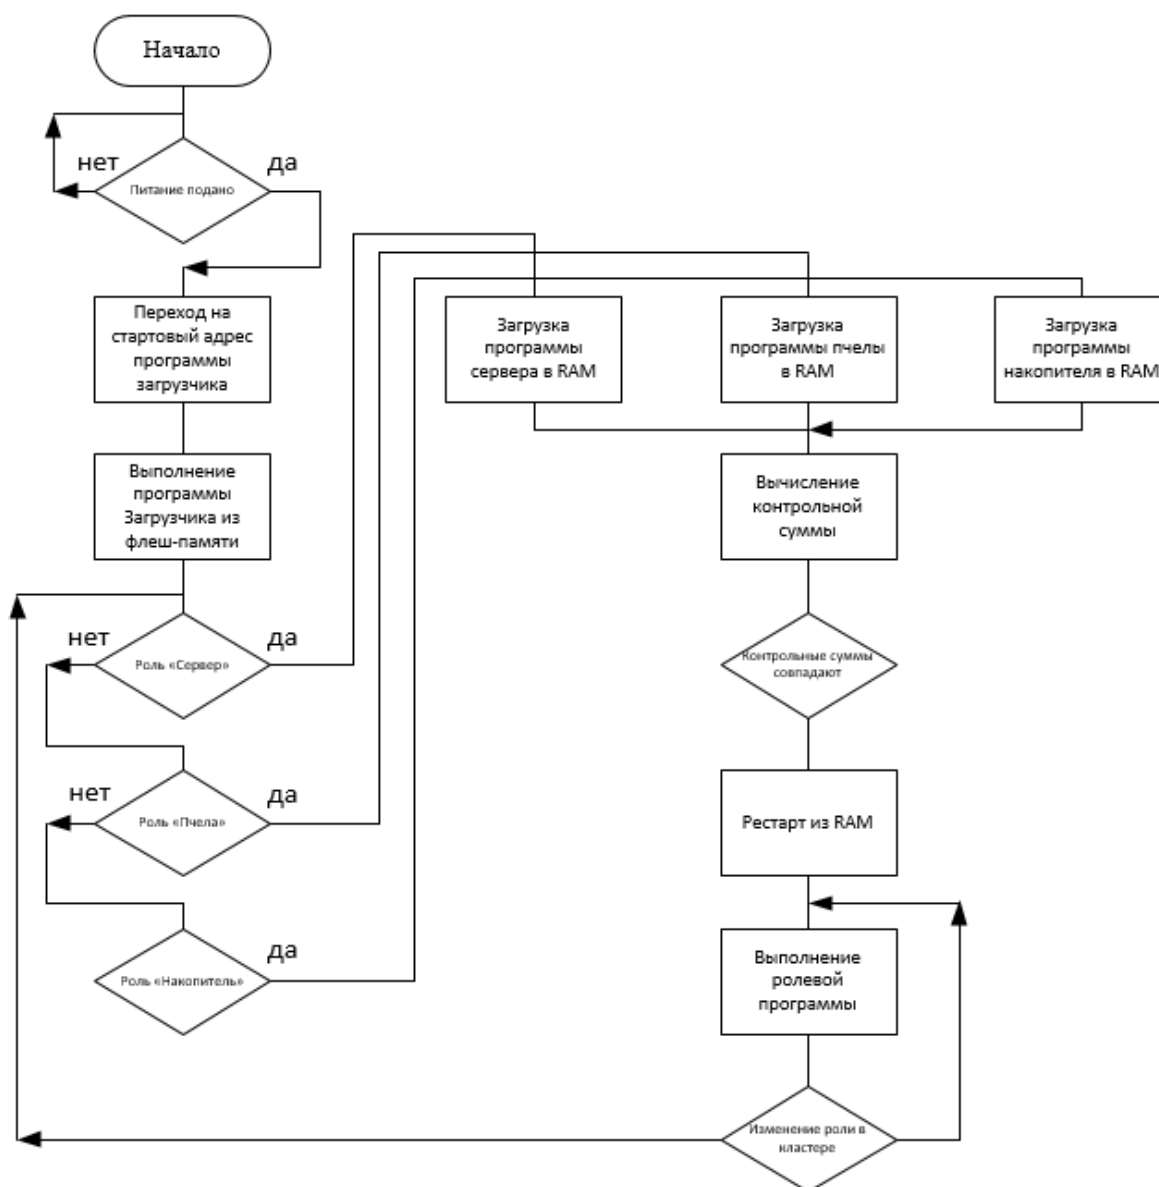 Начало
нет
да
Питание подано
Переход на
стартовый адрес
программы
загрузчика
Загрузка
программы
сервера в RAM
Загрузка
программы пчелы
в RAM
Загрузка
программы
накопителя в RAM
Выполнение
программы
Загрузчика из
флеш-памяти
Вычисление
контрольной
суммы
нет
да
Роль «Сервер»
Контрольные суммы
совпадают
нет
да
Роль «Пчела»
Рестарт из RAM
да
Роль «Накопитель»
Выполнение
ролевой
программы
Изменение роли в
кластере